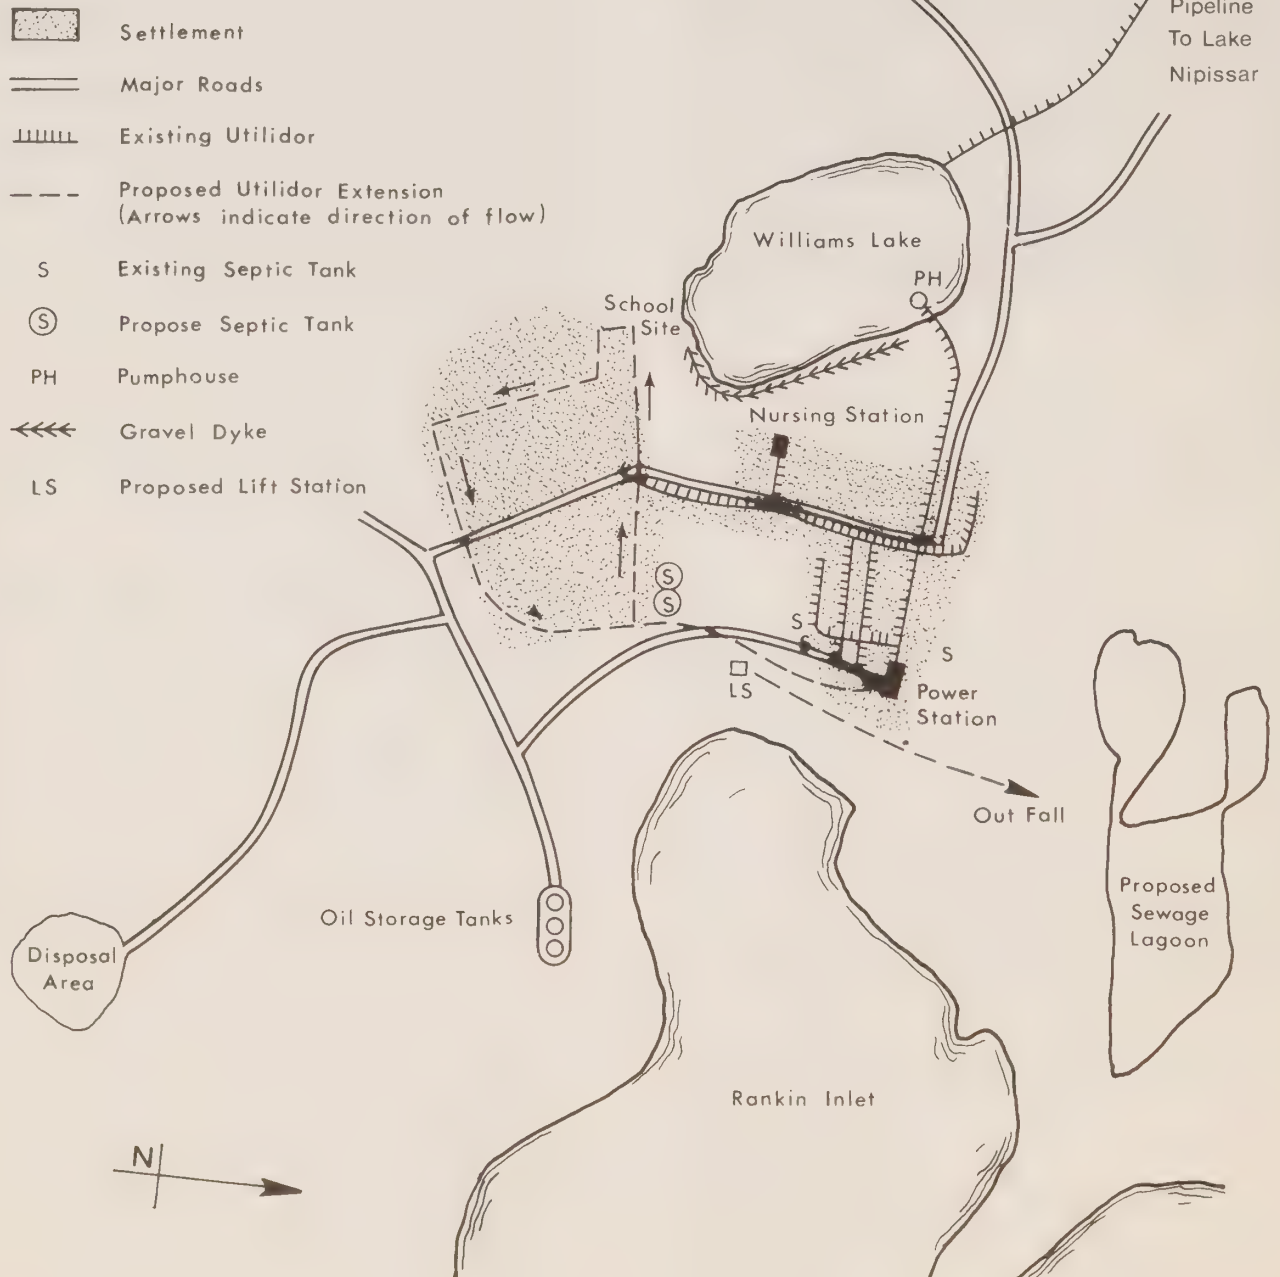 Settlement
Major Roads
Existing Utilidor
Proposed Utilidor Extension
(Arrows indicate direction of flow)
S Existing Septic Tank
S Propose Septic Tank
PH Pumphouse
Gravel Dyke
LS Proposed Lift Station
Pipeline
To Lake
Nipissar
Williams Lake
PH
School
Site
Nursing Station
S
S
S
S
S
LS
Power
Station
Out Fall
Proposed
Sewage
Lagoon
Oil Storage Tanks
Disposal
Area
Rankin Inlet
N